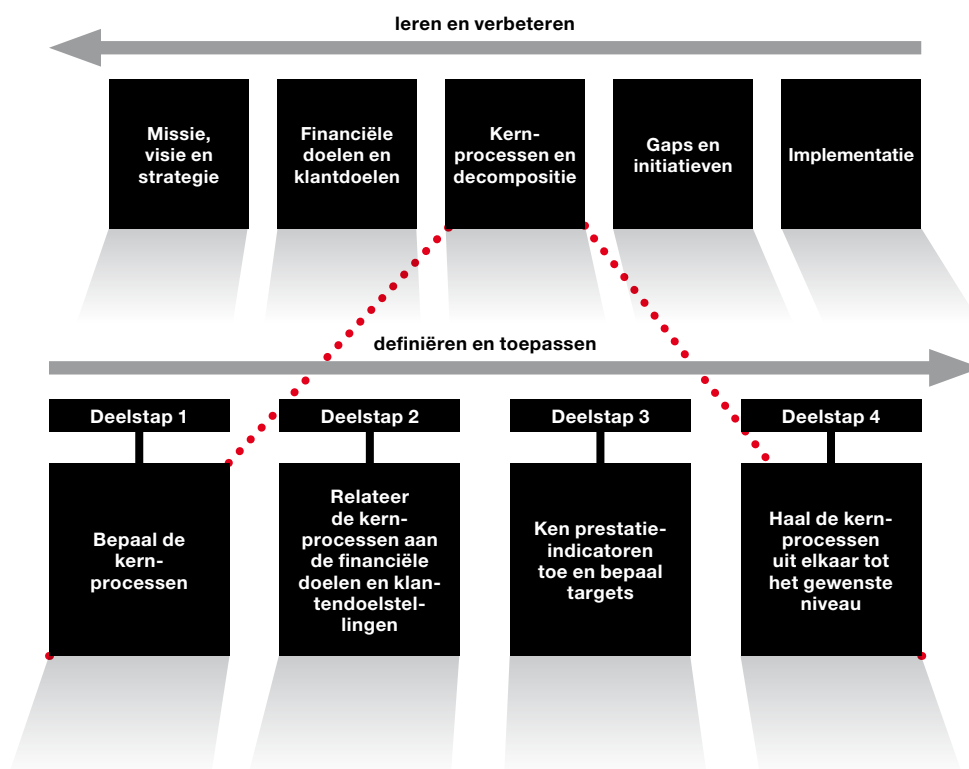 leren en verbeteren
Missie,
visie en
strategie
Financiële
doelen en
klantdoelen
Kern-
processen en
decompositie
Gaps en
initiatieven
Implementatie
definiëren en toepassen
Deelstap 1
Bepaal de
kern-
processen
Deelstap 2
Relateer
de kern-
processen aan
de financiële
doelen en klan-
tendoelstel-
lingen
Deelstap 3
Ken prestatie-
indicatoren
toe en bepaal
targets
Deelstap 4
Haal de kern-
processen
uit elkaar tot
het gewenste
niveau